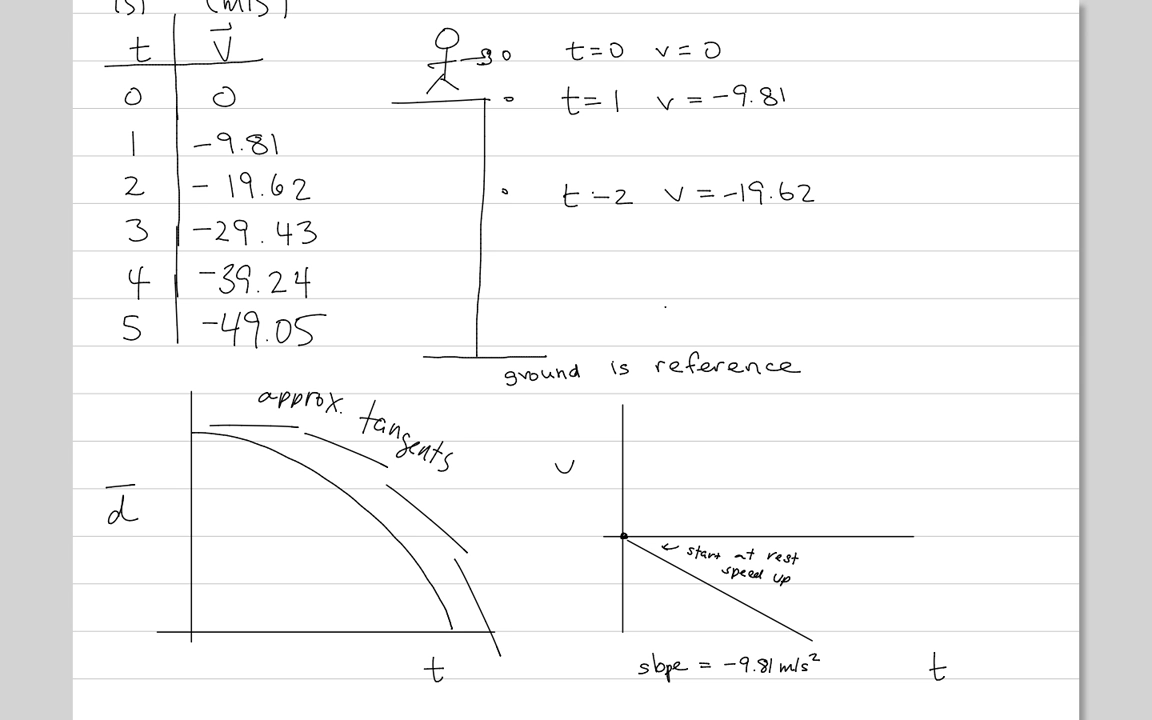 (s) (m/s)
t v
0 0
1 -9.81
2 - 19.62
3 -29.43
4 -39.24
5 -49.05
t=0 v=0
t=1 v=-9.81
t-2 v=-19.62
ground is reference
approx. tangents
d
t
v
start at rest
speed up
slope = -9.81 m/s²
t